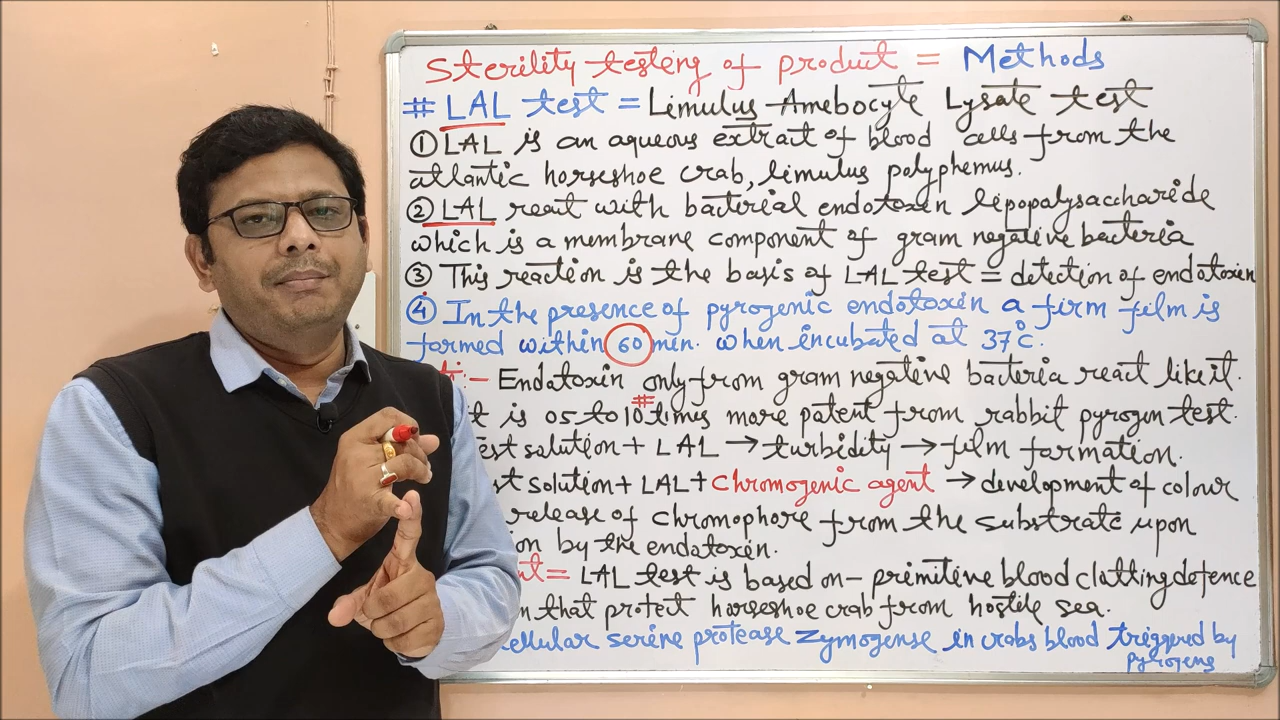 Sterility testing of product = Methods
# LAL test = Limulus Amebocyte Lysate test
① LAL is an aqueous extract of blood cells from the
atlantic horseshoe crab, limulus polyphemus.
② LAL react with bacterial endotoxin lipopolysaccharide
which is a membrane component of gram negative bacteria
③ This reaction is the basis of LAL test = detection of endotoxin
④ In the presence of pyrogenic endotoxin a firm film is
formed within 60 min. when incubated at 37°c.
:- Endotoxin only from gram negative bacteria react like it.
t is 05 to 10 # times more potent from rabbit pyrogen test.
est solution + LAL → turbidity → film formation.
st solution + LAL + Chromogenic agent → development of colour
release of chromophore from the substrate upon
on by the endotoxin.
nt = LAL test is based on - primitive blood clotting defence
m that protect horseshoe crab from hostile sea.
cellular serine protease zymogense in crabs blood triggered by
pyrogens